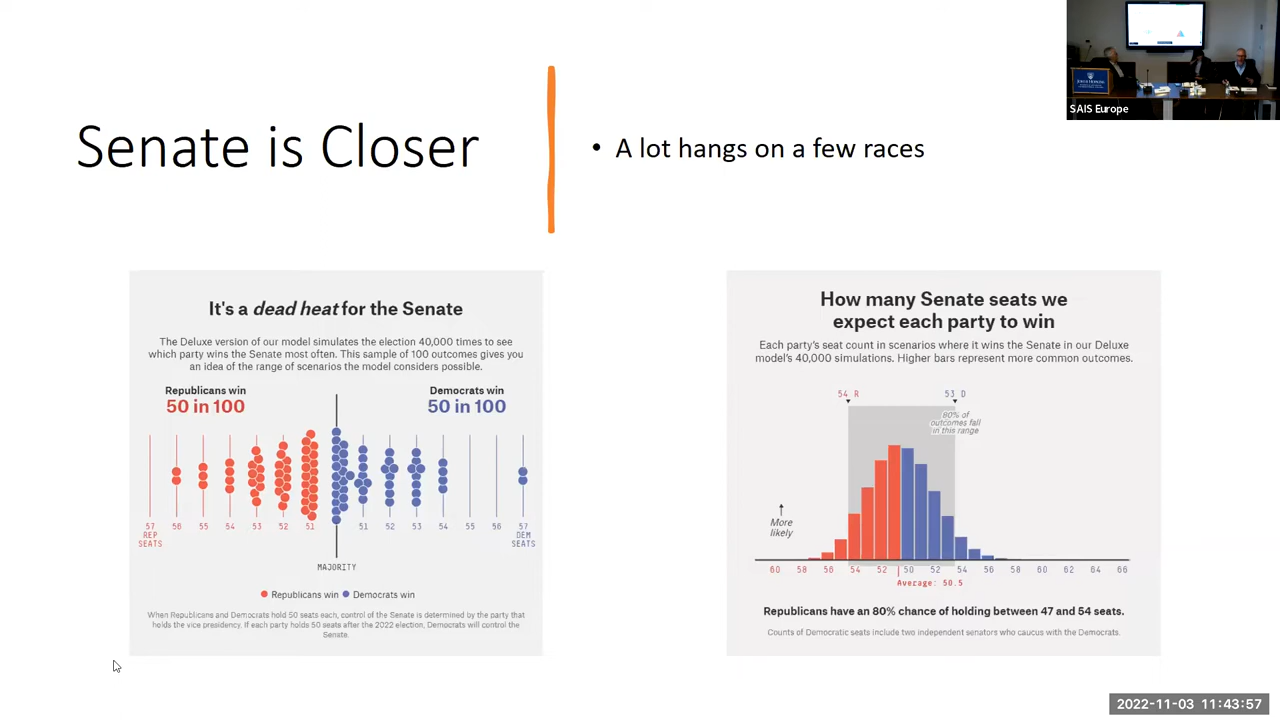 Senate is Closer
• A lot hangs on a few races
SAIS Europe
It's a dead heat for the Senate
The Deluxe version of our model simulates the election 40,000 times to see
which party wins the Senate most often. This sample of 100 outcomes gives you
an idea of the range of scenarios the model considers possible.
Republicans win
50 in 100
Democrats win
50 in 100
57 56 55 54 53 52 51 51 52 53 54 55 56 57
REP
SEATS
DEM
SEATS
MAJORITY
Republicans win Democrats win
When Republicans and Democrats hold 50 seats each, control of the Senate is determined by the party that
holds the vice presidency. If each party holds 50 seats after the 2022 election, Democrats will control the
Senate.
How many Senate seats we
expect each party to win
Each party's seat count in scenarios where it wins the Senate in our Deluxe
model's 40,000 simulations. Higher bars represent more common outcomes.
54 R
53 D
80% of
outcomes fall
in this range
↑
More
likely
60 58 56 54 52 50 52 54 56 58 60 62 64 66
Average: 50.5
Republicans have an 80% chance of holding between 47 and 54 seats.
Counts of Democratic seats include two independent senators who caucus with the Democrats.
2022-11-03 11:43:57